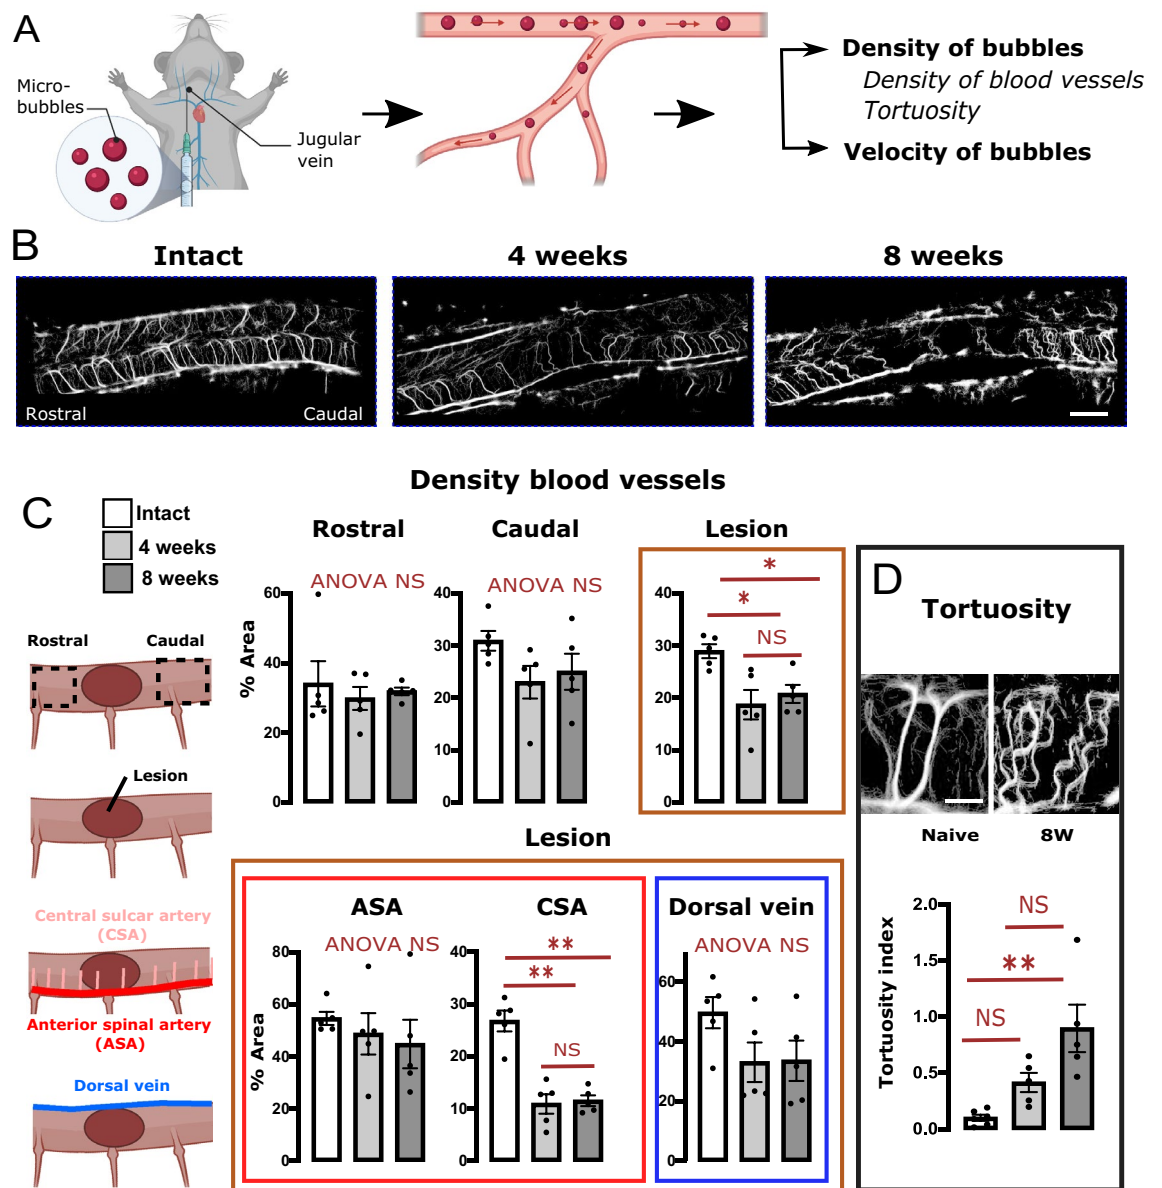 A
Micro-
bubbles
Jugular
vein
Density of bubbles
Density of blood vessels
Tortuosity
Velocity of bubbles
B
Intact
4 weeks
8 weeks
Rostral
Caudal
Density blood vessels
C
Intact
4 weeks
8 weeks
Rostral
Caudal
Lesion
Rostral
Caudal
Lesion
Central sulcar artery
(CSA)
Anterior spinal artery
(ASA)
Dorsal vein
% Area
ANOVA NS
60
40
20
0
ANOVA NS
40
30
20
10
0
*
*
NS
40
30
20
10
0
Lesion
ASA
CSA
Dorsal vein
% Area
ANOVA NS
80
60
40
20
0
**
**
NS
40
30
20
10
0
ANOVA NS
60
40
20
0
D
Tortuosity
Naive
8W
Tortuosity index
NS
**
NS
2.0
1.5
1.0
0.5
0.0